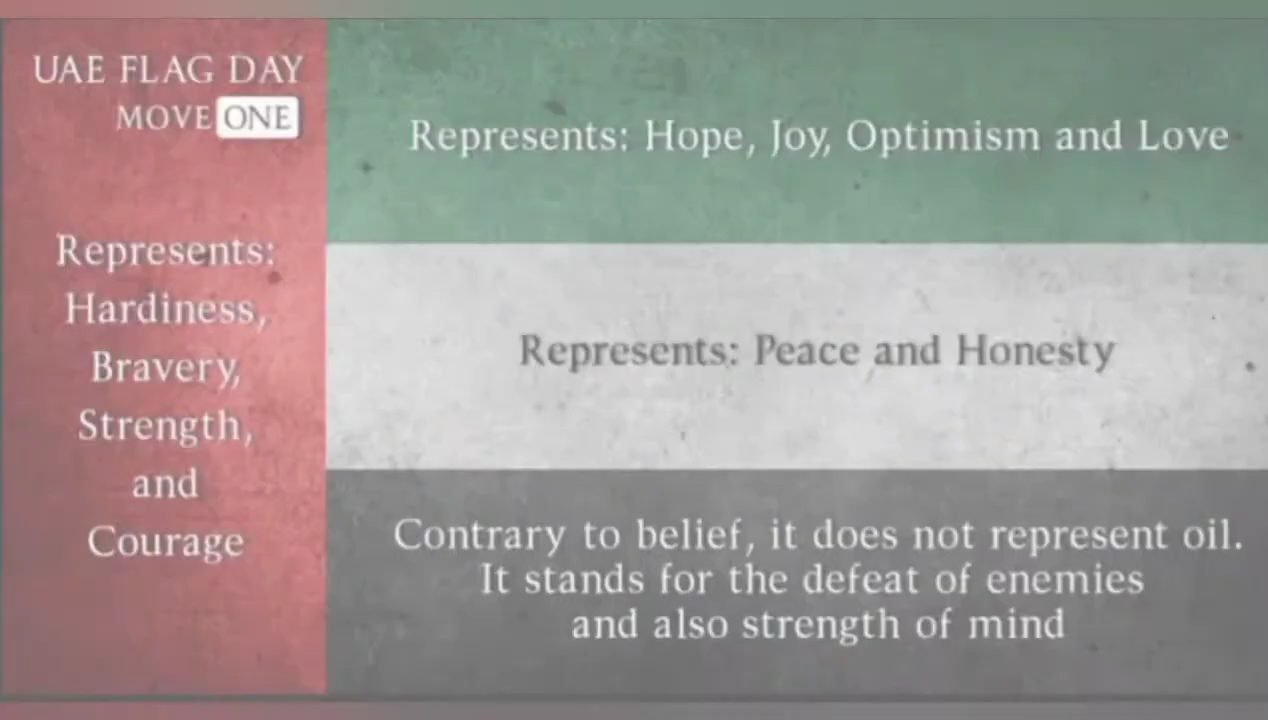 UAE FLAG DAY
MOVE ONE
Represents:
Hardiness,
Bravery,
Strength,
and
Courage
Represents: Hope, Joy, Optimism and Love
Represents: Peace and Honesty
Contrary to belief, it does not represent oil.
It stands for the defeat of enemies
and also strength of mind